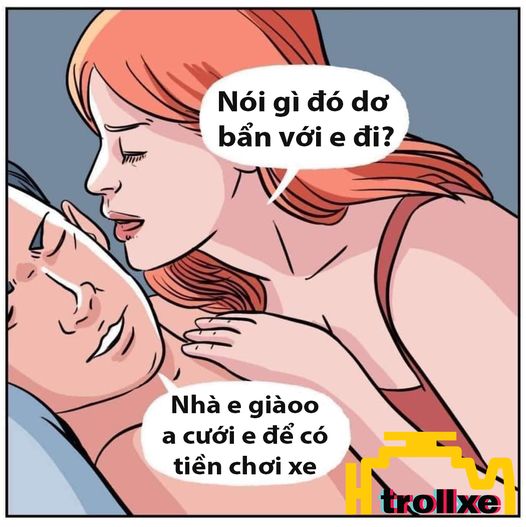 Nói gì đó dơ
bẩn với e đi?
Nhà e giàoo
a cưới e để có
tiền chơi xe
trollxe